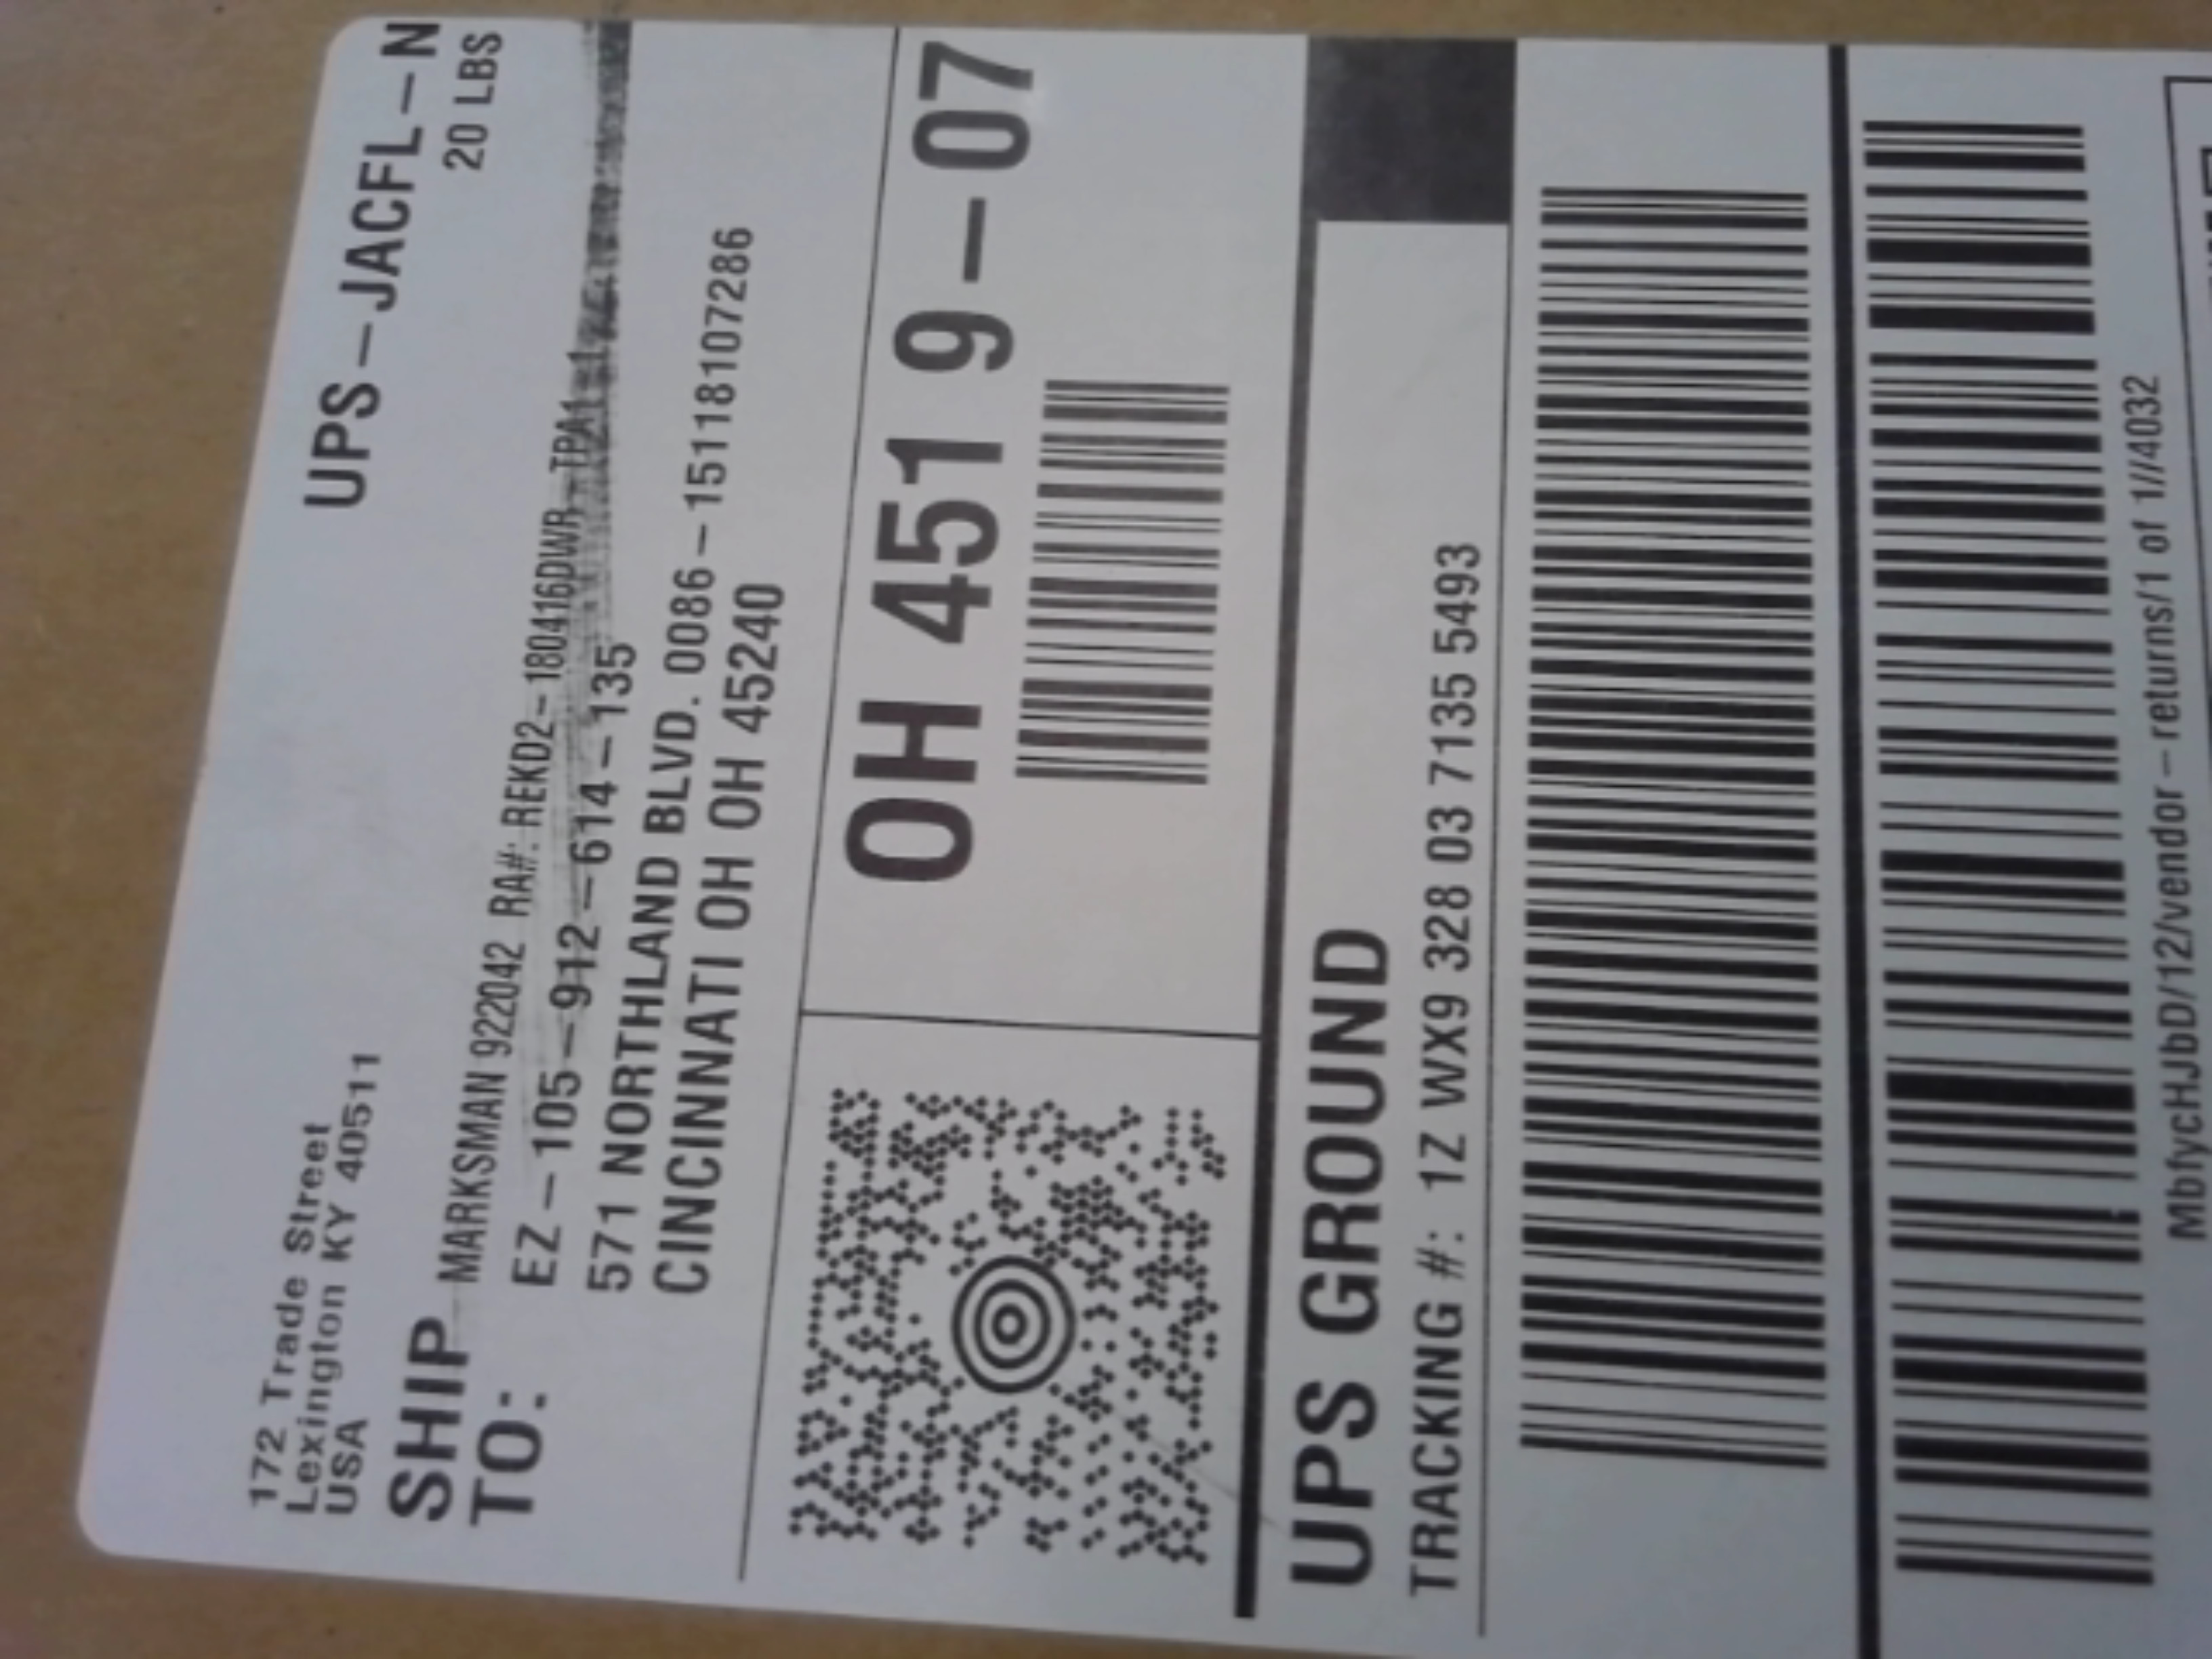 UPS-JACFL-N
20 LBS
172 Trade Street
Lexington KY 40511
USA
SHIP
TO:
MARKSMAN 922042 RA#: REKD2-180416DWR-TPA1
EZ-105-912-614-135
571 NORTHLAND BLVD. 0086-15118107286
CINCINNATI OH OH 45240
OH 451 9-07
UPS GROUND
TRACKING #: 1Z WX9 328 03 7135 5493
MbfycHJbD/12/vendor-returns/1 of 1//4032